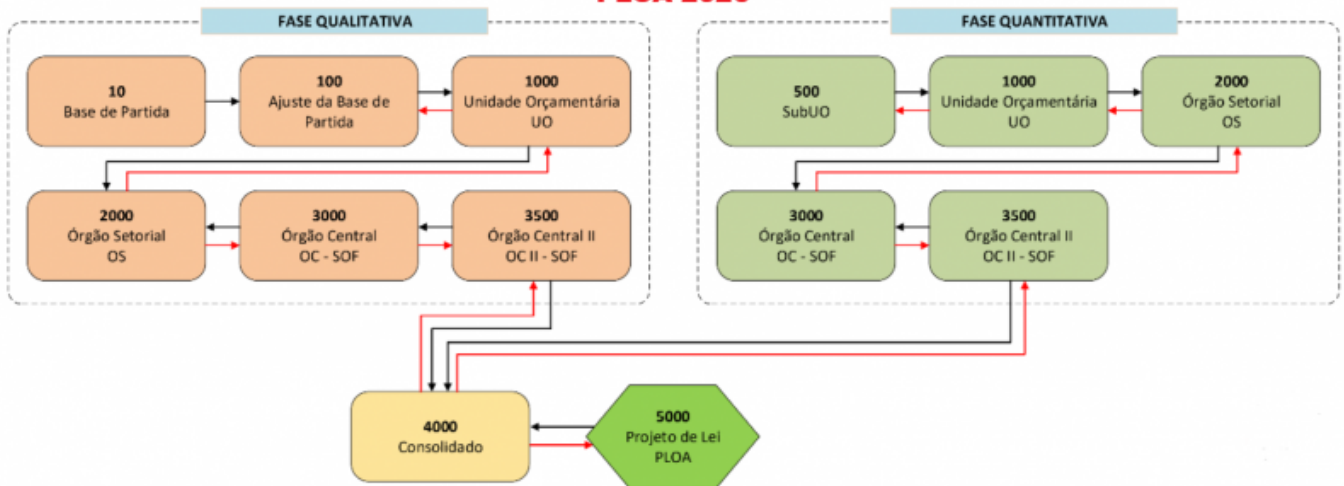 FASE QUALITATIVA
10
Base de Partida
100
Ajuste da Base de
Partida
1000
Unidade Orçamentária
UO
2000
Órgão Setorial
OS
3000
Órgão Central
OC - SOF
3500
Órgão Central II
OC II - SOF
FASE QUANTITATIVA
500
SubUO
1000
Unidade Orçamentária
UO
2000
Órgão Setorial
OS
3000
Órgão Central
OC - SOF
3500
Órgão Central II
OC II - SOF
4000
Consolidado
5000
Projeto de Lei
PLOA